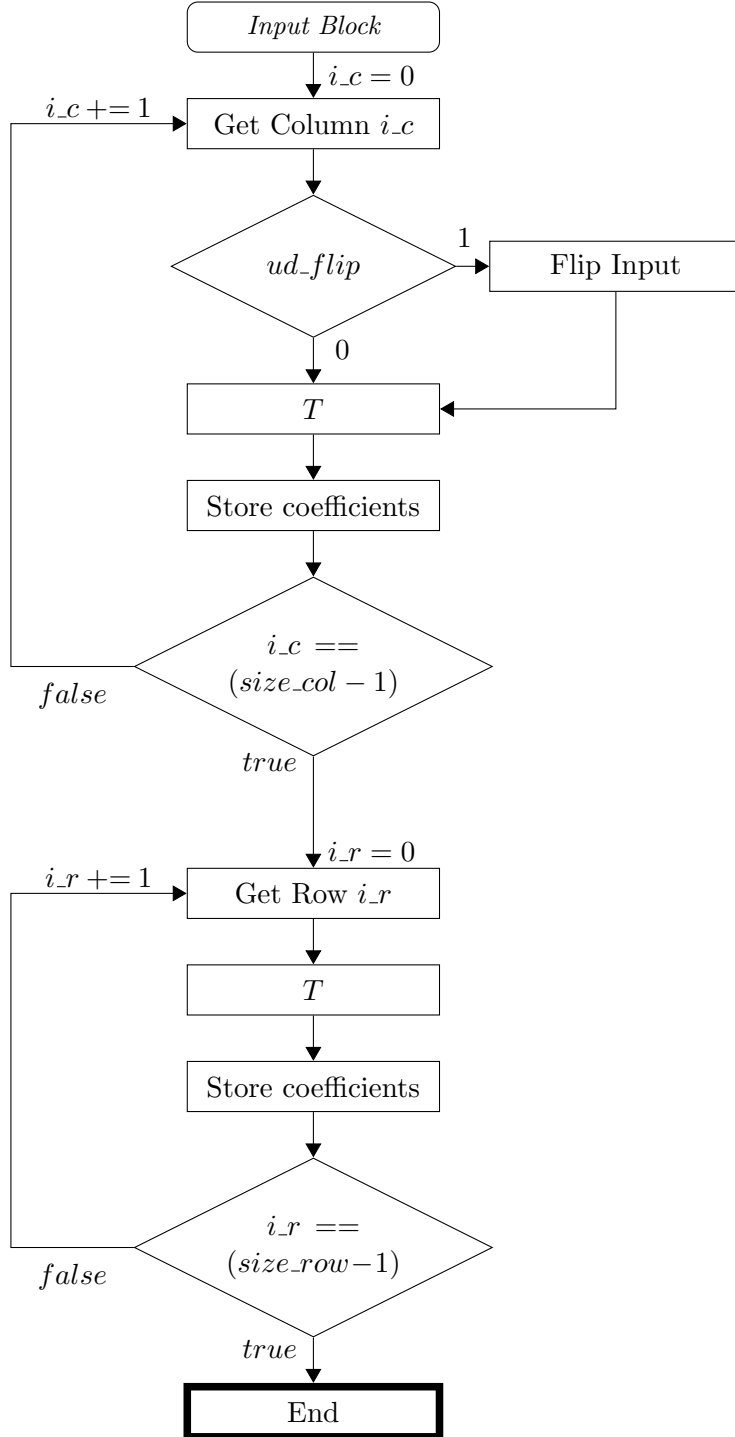 Input Block
i_c = 0
i_c += 1
Get Column i_c
ud_flip
1
Flip Input
0
T
Store coefficients
i_c ==
(size_col − 1)
false
true
i_r = 0
i_r += 1
Get Row i_r
T
Store coefficients
i_r ==
(size_row−1)
false
true
End